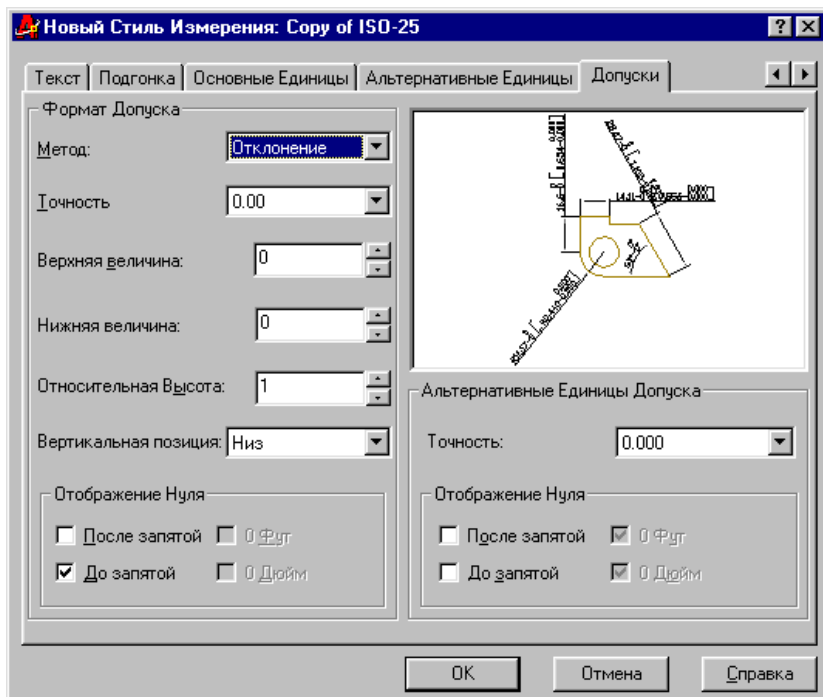 Новый Стиль Измерения: Copy of ISO-25
Текст
Подгонка
Основные Единицы
Альтернативные Единицы
Допуски
Формат Допуска
Метод: Отклонение
Точность 0.00
Верхняя величина: 0
Нижняя величина: 0
Относительная Высота: 1
Вертикальная позиция: Низ
Отображение Нуля
После запятой 0 Фут
До запятой 0 Дюйм
Альтернативные Единицы Допуска
Точность: 0.000
Отображение Нуля
После запятой 0 Фут
До запятой 0 Дюйм
OK
Отмена
Справка